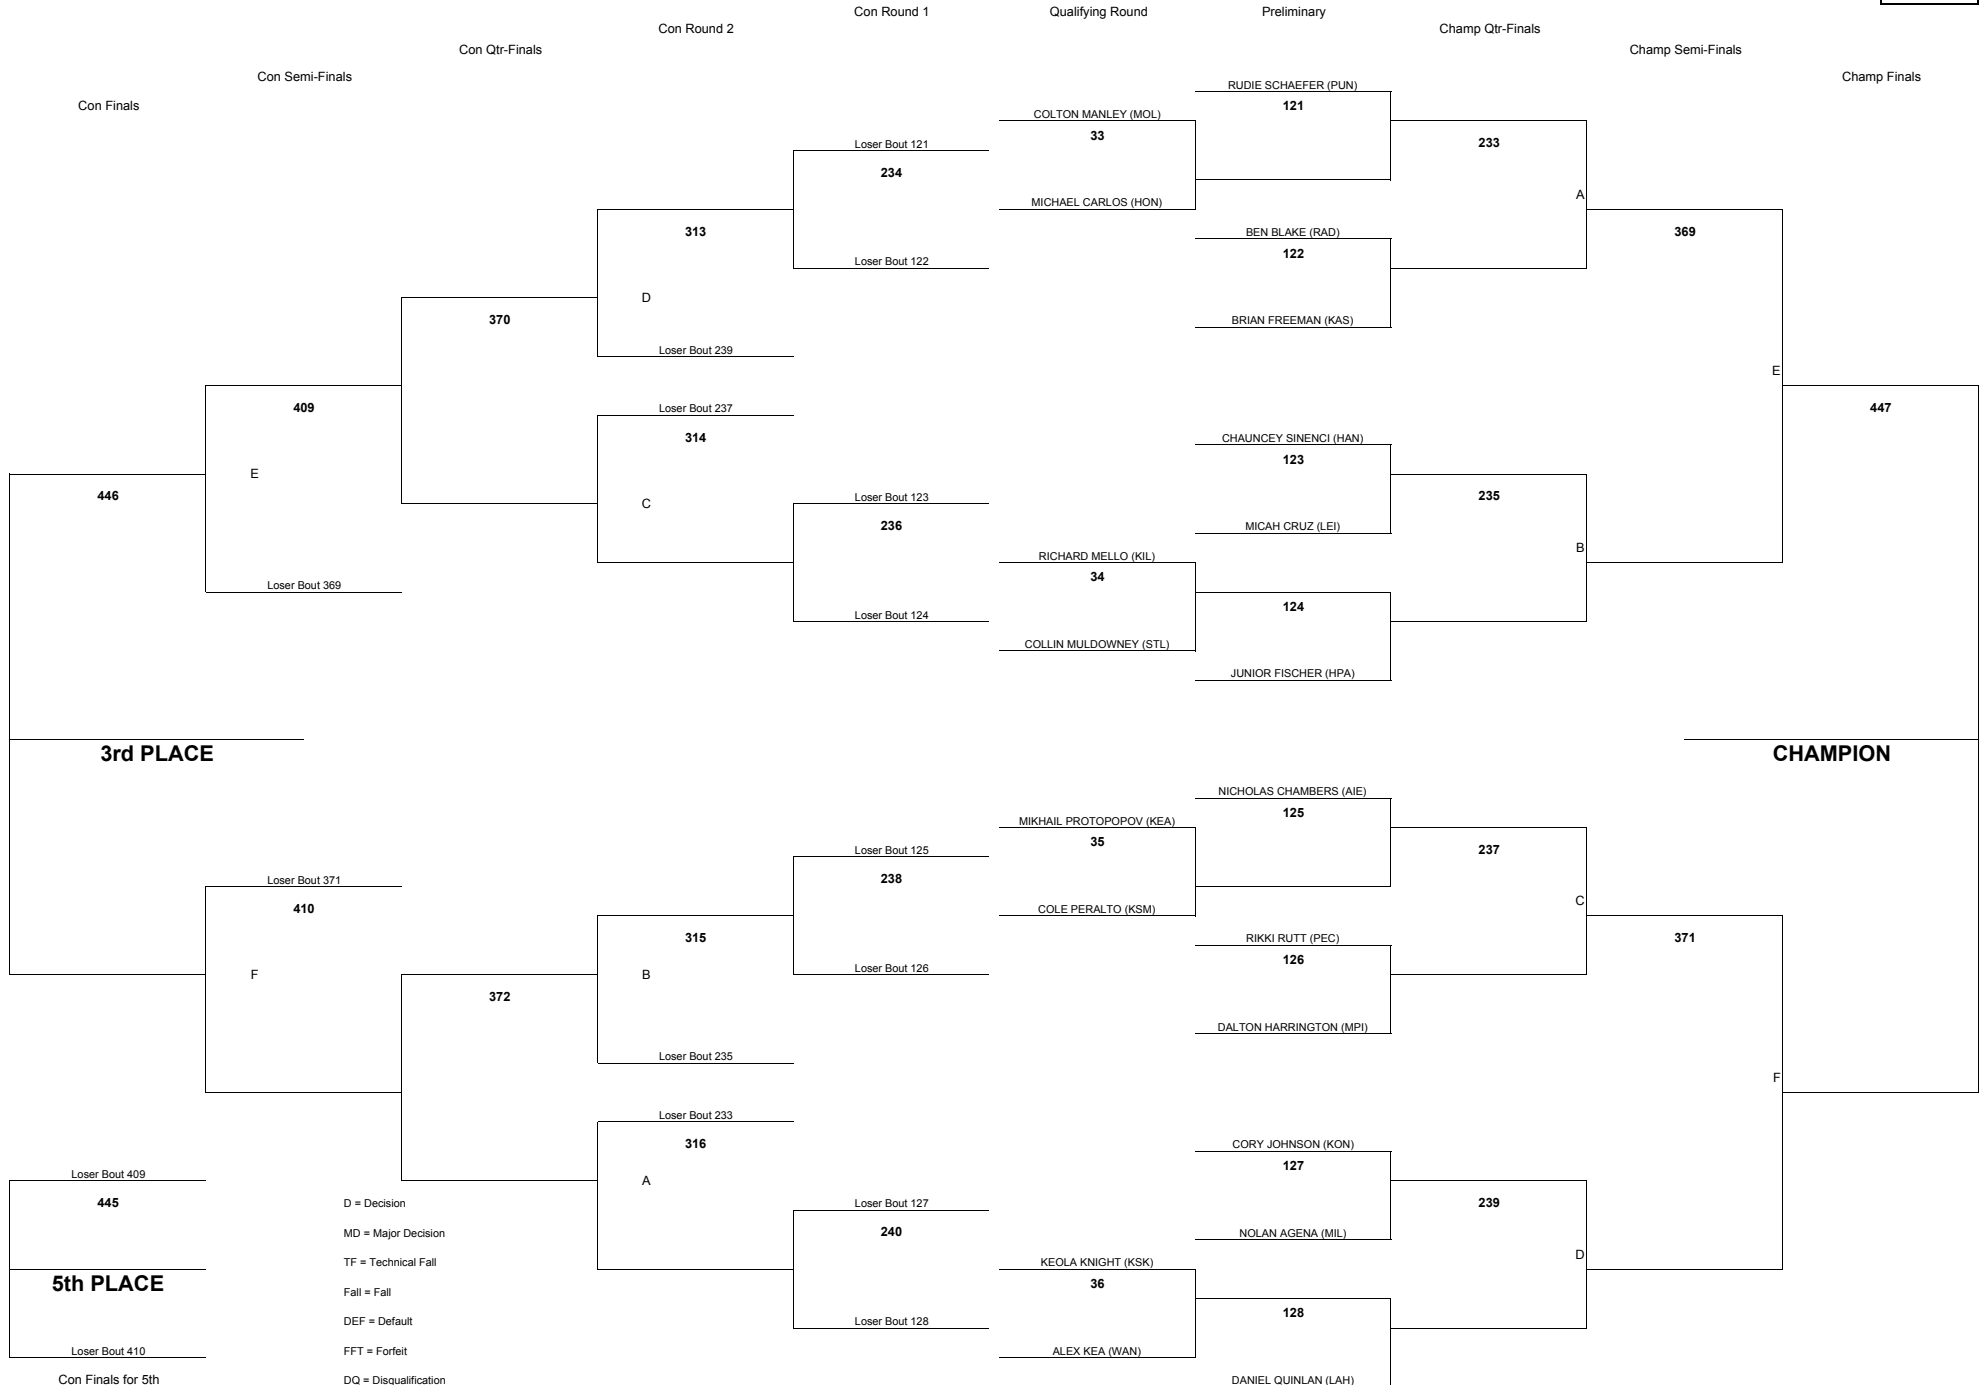 Con Round 1
Qualifying Round
Preliminary
Con Round 2
Champ Qtr-Finals
Con Qtr-Finals
Champ Semi-Finals
Con Semi-Finals
Champ Finals
Con Finals
RUDIE SCHAEFER (PUN)
121
COLTON MANLEY (MOL)
33
Loser Bout 121
233
234
A
MICHAEL CARLOS (HON)
313
BEN BLAKE (RAD)
369
122
Loser Bout 122
D
370
BRIAN FREEMAN (KAS)
Loser Bout 239
E
409
Loser Bout 237
447
314
CHAUNCEY SINENCI (HAN)
123
E
446
Loser Bout 123
235
C
236
MICAH CRUZ (LEI)
B
RICHARD MELLO (KIL)
34
Loser Bout 369
124
Loser Bout 124
COLLIN MULDOWNEY (STL)
JUNIOR FISCHER (HPA)
3rd PLACE
CHAMPION
NICHOLAS CHAMBERS (AIE)
125
MIKHAIL PROTOPOPOV (KEA)
35
Loser Bout 125
237
Loser Bout 371
238
C
410
COLE PERALTO (KSM)
315
RIKKI RUTT (PEC)
371
126
F
B
Loser Bout 126
372
DALTON HARRINGTON (MPI)
Loser Bout 235
F
Loser Bout 233
316
CORY JOHNSON (KON)
127
Loser Bout 409
A
445
D = Decision
Loser Bout 127
239
MD = Major Decision
240
NOLAN AGENA (MIL)
D
TF = Technical Fall
KEOLA KNIGHT (KSK)
5th PLACE
36
Fall = Fall
128
DEF = Default
Loser Bout 128
Loser Bout 410
FFT = Forfeit
ALEX KEA (WAN)
Con Finals for 5th
DQ = Disqualification
DANIEL QUINLAN (LAH)